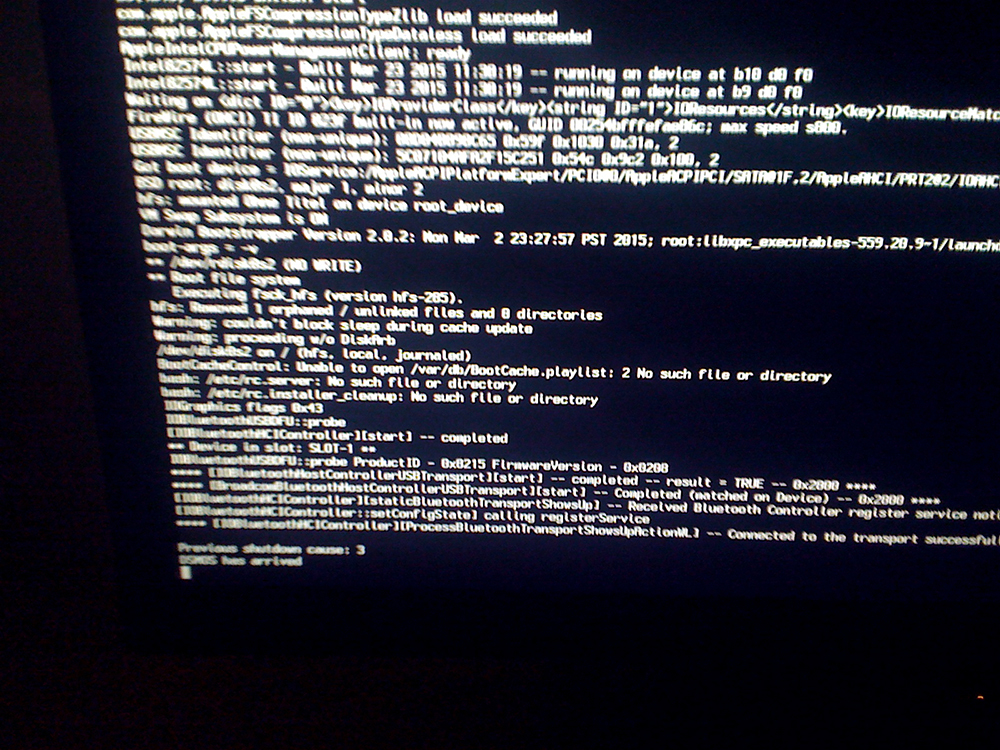 com.apple.AppleFSCompressionTypeZlib load succeeded
com.apple.AppleFSCompressionTypeDataless load succeeded
AppleIntelCPUPowerManagementClient: ready
Intel82574L::start - Built Mar 23 2015 11:30:19 -- running on device at b10 d0 f0
Intel82574L::start - Built Mar 23 2015 11:30:19 -- running on device at b9 d0 f0
Waiting on <dict ID="0"><key>IOProviderClass</key><string ID="1">IOResources</string><key>IOResourceMatc
FireWire (OHCI) TI ID 823f built-in now active, GUID max speed s800.
USBMSC Identifier (non-unique): 0x59f 0x1030 0x31a, 2
USBMSC Identifier (non-unique): 0x54c 0x9c2 0x100, 2
Got boot device = IOService:/AppleACPIPlatformExpert/PCI0@0/AppleACPIPCI/SATA@1F,2/AppleAHCI/PRT2@2/IOAHC
BSD root: disk0s2, major 1, minor 2
hfs: mounted Ohne Titel on device root_device
VM Swap Subsystem is ON
Darwin Bootstrapper Version 2.0.2: Mon Mar 2 23:27:57 PST 2015; root:libxpc_executables-559.20.9~1/launchd
boot-args = -v
** /dev/rdisk0s2 (NO WRITE)
** Root file system
Executing fsck_hfs (version hfs-285).
hfs: Removed 1 orphaned / unlinked files and 0 directories
Warning: couldn't block sleep during cache update
Warning: proceeding w/o DiskArb
/dev/disk0s2 on / (hfs, local, journaled)
BootCacheControl: Unable to open /var/db/BootCache.playlist: 2 No such file or directory
bash: /etc/rc.server: No such file or directory
bash: /etc/rc.installer_cleanup: No such file or directory
IOGraphics flags 0x43
IOBluetoothUSBDFU::probe
[IOBluetoothHCIController][start] -- completed
** Device in slot: SLOT-1 **
IOBluetoothUSBDFU::probe ProductID - 0x8215 FirmwareVersion - 0x0208
**** [IOBluetoothHostControllerUSBTransport][start] -- completed -- result = TRUE -- 0x2800 ****
**** [BroadcomBluetoothHostControllerUSBTransport][start] -- Completed (matched on Device) -- 0x2800 ****
[IOBluetoothHCIController][staticBluetoothTransportShowsUp] -- Received Bluetooth Controller register service noti
[IOBluetoothHCIController::setConfigState] calling registerService
**** [IOBluetoothHCIController][ProcessBluetoothTransportShowsUpActionWL] -- Connected to the transport successfull
Previous shutdown cause: 3
DSMOS has arrived